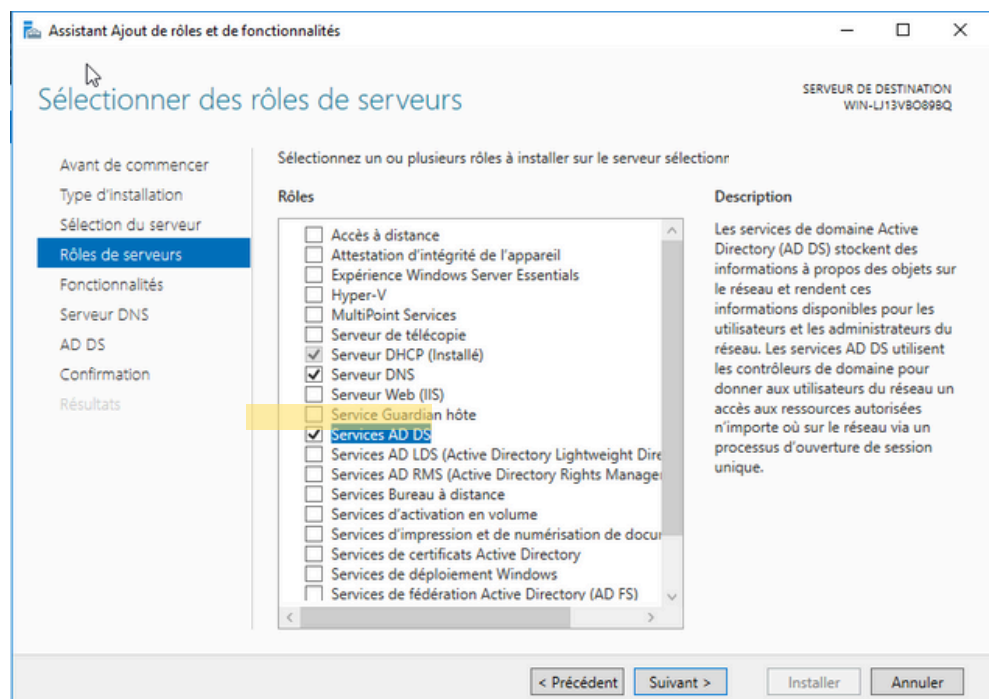 Assistant Ajout de rôles et de fonctionnalités
Sélectionner des rôles de serveurs
SERVEUR DE DESTINATION
WIN-LJ13VBO89BQ
Avant de commencer
Type d'installation
Sélection du serveur
Rôles de serveurs
Fonctionnalités
Serveur DNS
AD DS
Confirmation
Résultats
Sélectionnez un ou plusieurs rôles à installer sur le serveur sélectionn
Rôles
Accès à distance
Attestation d'intégrité de l'appareil
Expérience Windows Server Essentials
Hyper-V
MultiPoint Services
Serveur de télécopie
Serveur DHCP (Installé)
Serveur DNS
Serveur Web (IIS)
Service Guardian hôte
Services AD DS
Services AD LDS (Active Directory Lightweight Dire
Services AD RMS (Active Directory Rights Manage
Services Bureau à distance
Services d'activation en volume
Services d'impression et de numérisation de docu
Services de certificats Active Directory
Services de déploiement Windows
Services de fédération Active Directory (AD FS)
Description
Les services de domaine Active
Directory (AD DS) stockent des
informations à propos des objets sur
le réseau et rendent ces
informations disponibles pour les
utilisateurs et les administrateurs du
réseau. Les services AD DS utilisent
les contrôleurs de domaine pour
donner aux utilisateurs du réseau un
accès aux ressources autorisées
n'importe où sur le réseau via un
processus d'ouverture de session
unique.
< Précédent
Suivant >
Installer
Annuler